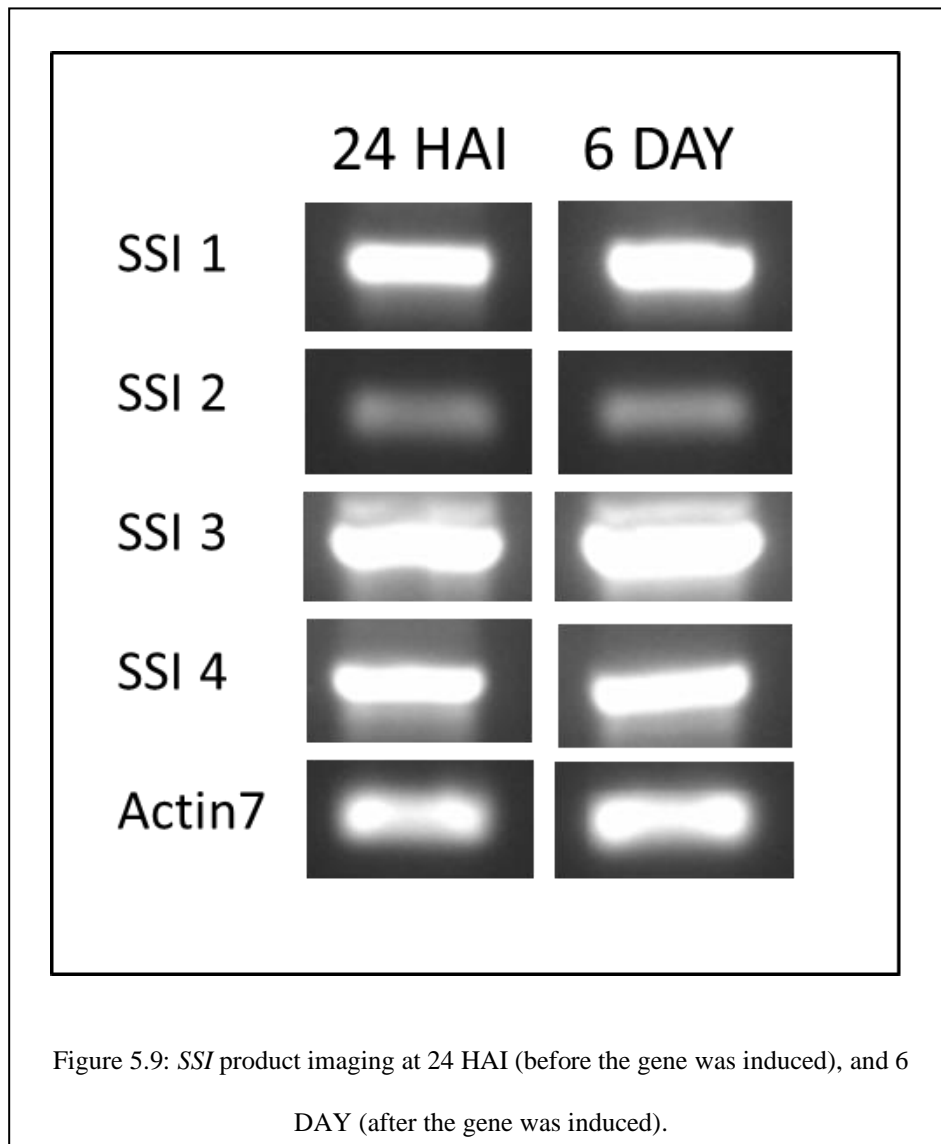 24 HAI 6 DAY
SSI 1
SSI 2
SSI 3
SSI 4
Actin7
Figure 5.9: SSI product imaging at 24 HAI (before the gene was induced), and 6
DAY (after the gene was induced).